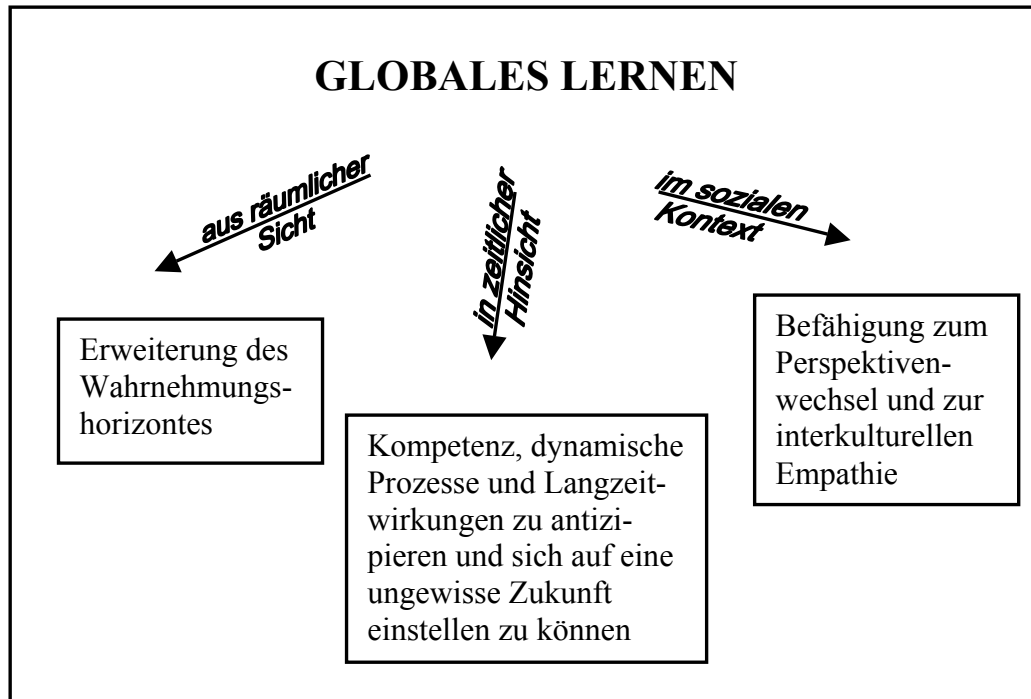 GLOBALES LERNEN
aus räumlicher
Sicht
in zeitlicher
Hinsicht
im sozialen
Kontext
Erweiterung des
Wahrnehmungs-
horizontes
Kompetenz, dynamische
Prozesse und Langzeit-
wirkungen zu antizi-
pieren und sich auf eine
ungewisse Zukunft
einstellen zu können
Befähigung zum
Perspektiven-
wechsel und zur
interkulturellen
Empathie